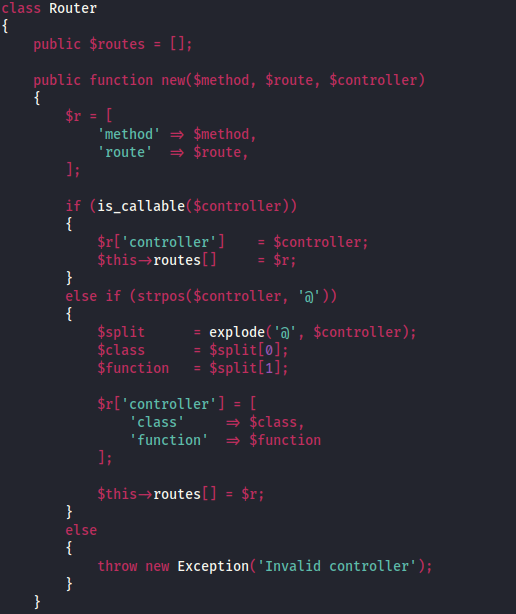 class Router
{
    public $routes = [];

    public function new($method, $route, $controller)
    {
        $r = [
            'method' => $method,
            'route'  => $route,
        ];

        if (is_callable($controller))
        {
            $r['controller']    = $controller;
            $this->routes[]     = $r;
        }
        else if (strpos($controller, '@'))
        {
            $split      = explode('@', $controller);
            $class      = $split[0];
            $function   = $split[1];

            $r['controller'] = [
                'class'     => $class,
                'function'  => $function
            ];

            $this->routes[] = $r;
        }
        else
        {
            throw new Exception('Invalid controller');
        }
    }